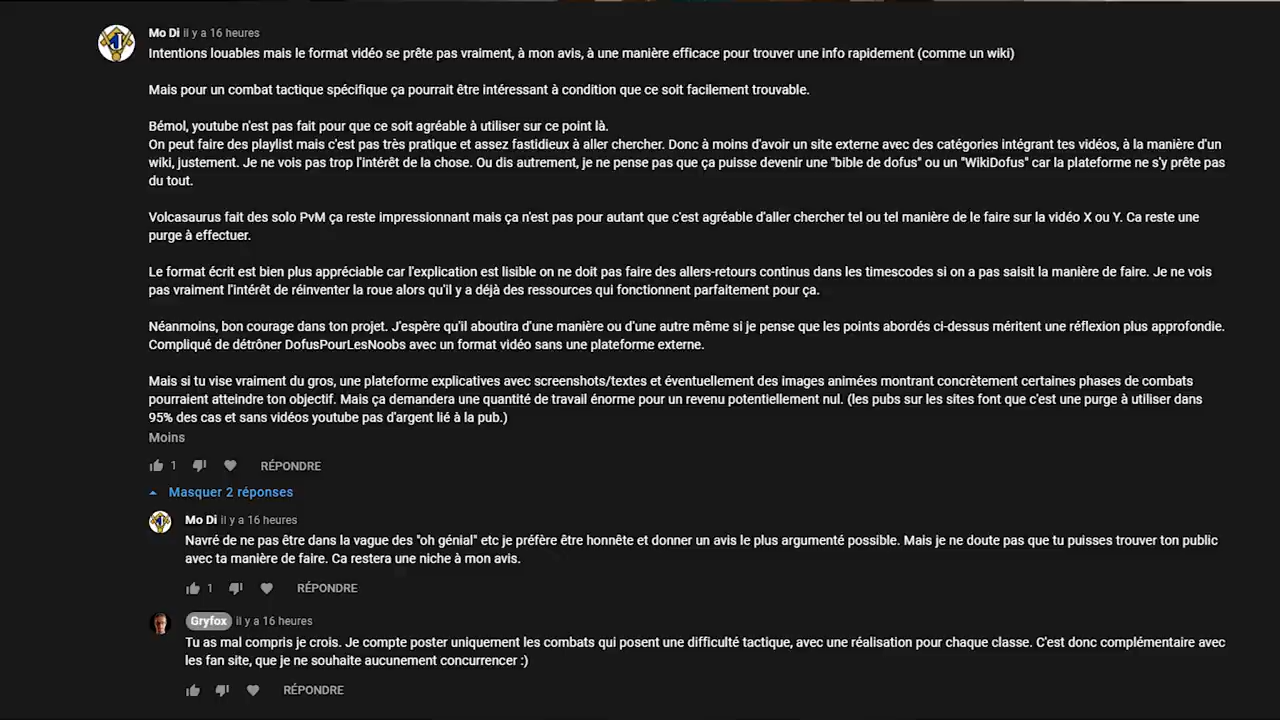 Mo Di il y a 16 heures
Intentions louables mais le format vidéo se prête pas vraiment, à mon avis, à une manière efficace pour trouver une info rapidement (comme un wiki)
Mais pour un combat tactique spécifique ça pourrait être intéressant à condition que ce soit facilement trouvable.
Bémol, youtube n'est pas fait pour que ce soit agréable à utiliser sur ce point là.
On peut faire des playlist mais c'est pas très pratique et assez fastidieux à aller chercher. Donc à moins d'avoir un site externe avec des catégories intégrant tes vidéos, à la manière d'un
wiki, justement. Je ne vois pas trop l'intérêt de la chose. Ou dis autrement, je ne pense pas que ça puisse devenir une "bible de dofus" ou un "WikiDofus" car la plateforme ne s'y prête pas
du tout.
Volcasaurus fait des solo PvM ça reste impressionnant mais ça n'est pas pour autant que c'est agréable d'aller chercher tel ou tel manière de le faire sur la vidéo X ou Y. Ca reste une
purge à effectuer.
Le format écrit est bien plus appréciable car l'explication est lisible on ne doit pas faire des allers-retours continus dans les timescodes si on a pas saisit la manière de faire. Je ne vois
pas vraiment l'intérêt de réinventer la roue alors qu'il y a déjà des ressources qui fonctionnent parfaitement pour ça.
Néanmoins, bon courage dans ton projet. J'espère qu'il aboutira d'une manière ou d'une autre même si je pense que les points abordés ci-dessus méritent une réflexion plus approfondie.
Compliqué de détrôner DofusPourLesNoobs avec un format vidéo sans une plateforme externe.
Mais si tu vise vraiment du gros, une plateforme explicatives avec screenshots/textes et éventuellement des images animées montrant concrètement certaines phases de combats
pourraient atteindre ton objectif. Mais ça demandera une quantité de travail énorme pour un revenu potentiellement nul. (les pubs sur les sites font que c'est une purge à utiliser dans
95% des cas et sans vidéos youtube pas d'argent lié à la pub.)
Moins
1 RÉPONDRE
Masquer 2 réponses
Mo Di il y a 16 heures
Navré de ne pas être dans la vague des "oh génial" etc je préfère être honnête et donner un avis le plus argumenté possible. Mais je ne doute pas que tu puisses trouver ton public
avec ta manière de faire. Ca restera une niche à mon avis.
1 RÉPONDRE
Gryfox il y a 16 heures
Tu as mal compris je crois. Je compte poster uniquement les combats qui posent une difficulté tactique, avec une réalisation pour chaque classe. C'est donc complémentaire avec
les fan site, que je ne souhaite aucunement concurrencer :)
RÉPONDRE